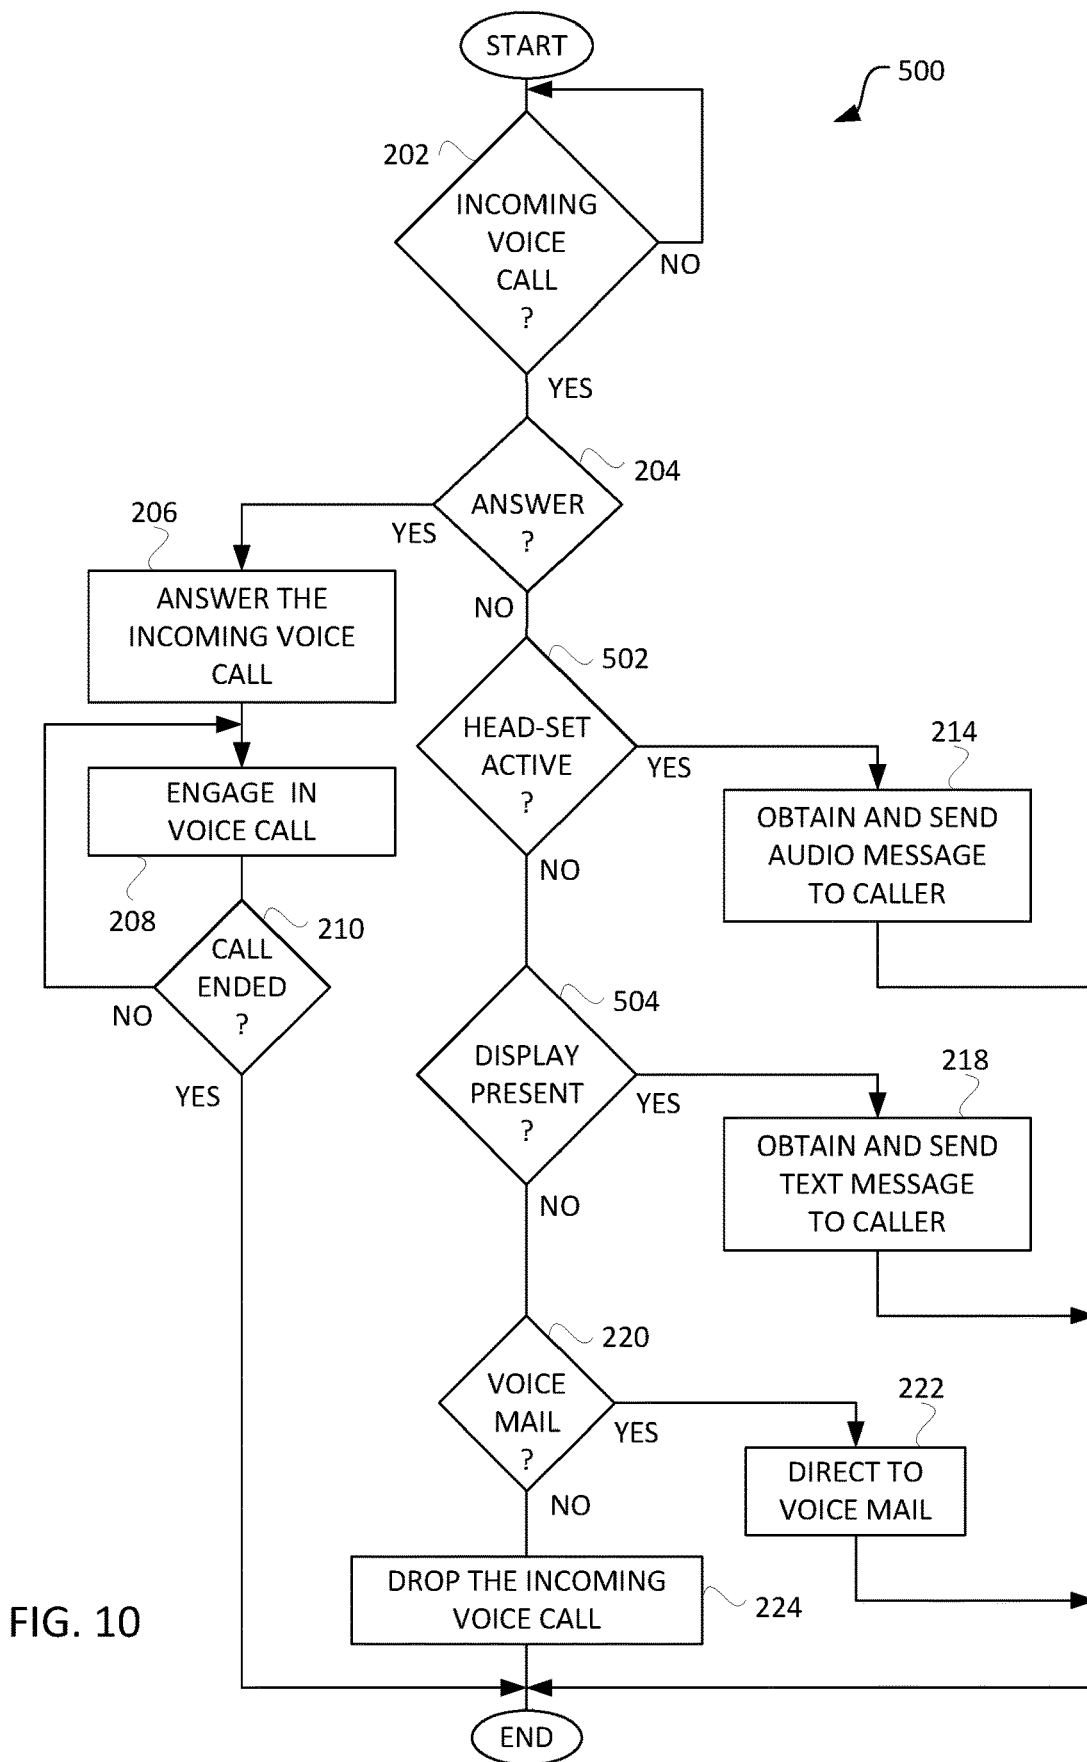 START
500
202
INCOMING
VOICE
CALL
?
NO
YES
204
ANSWER
?
YES
NO
206
ANSWER THE
INCOMING VOICE
CALL
502
HEAD-SET
ACTIVE
?
YES
NO
214
OBTAIN AND SEND
AUDIO MESSAGE
TO CALLER
ENGAGE IN
VOICE CALL
208
210
CALL
ENDED
?
NO
YES
504
DISPLAY
PRESENT
?
YES
NO
218
OBTAIN AND SEND
TEXT MESSAGE
TO CALLER
220
VOICE
MAIL
?
YES
NO
222
DIRECT TO
VOICE MAIL
DROP THE INCOMING
VOICE CALL
224
FIG. 10
END